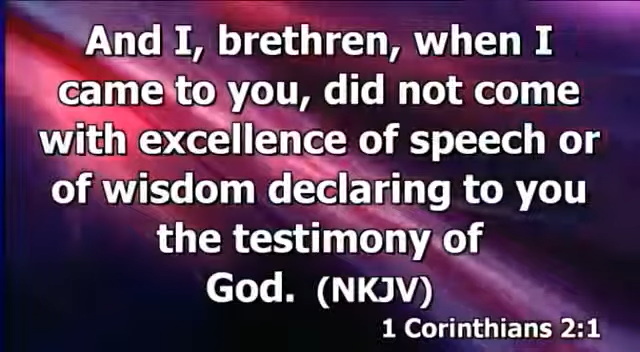 And I, brethren, when I
came to you, did not come
with excellence of speech or
of wisdom declaring to you
the testimony of
God. (NKJV)
1 Corinthians 2:1